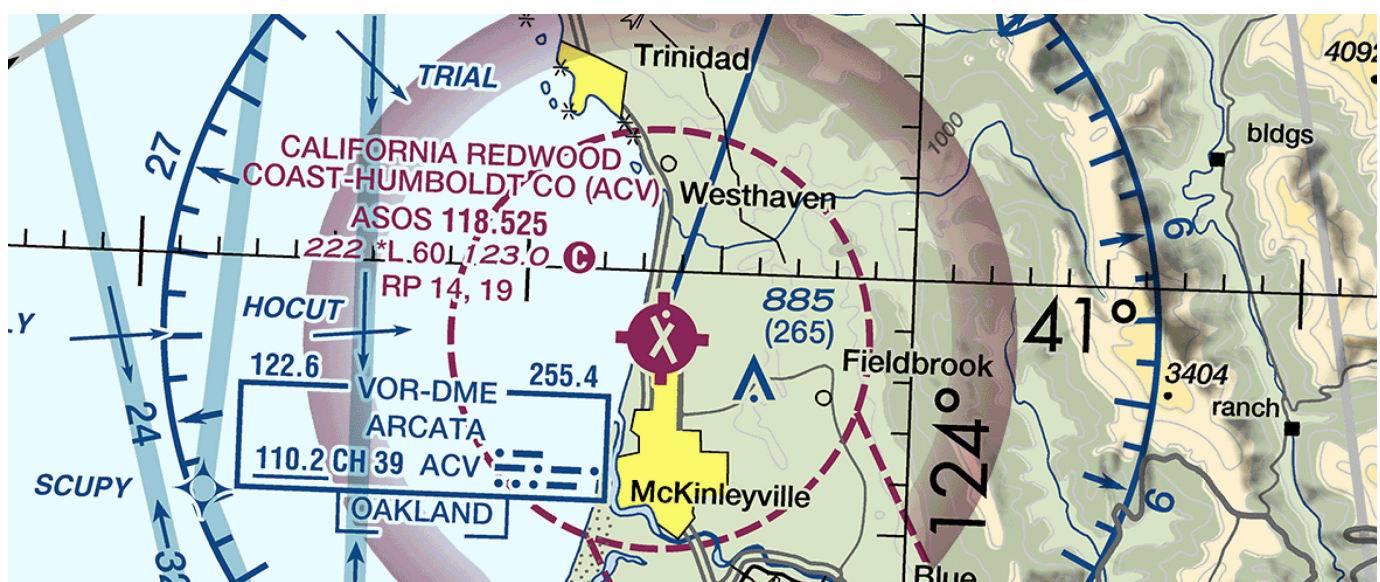 Trinidad
4092
TRIAL
1000
bldgs
27
CALIFORNIA REDWOOD
COAST-HUMBOLDT CO (ACV)
ASOS 118.525
222 *L 60 123.0 C
RP 14, 19
Westhaven
6
HOCUT
885
(265)
41°
Y
122.6
255.4
VOR-DME
ARCATA
110.2 CH 39 ACV
OAKLAND
Fieldbrook
3404
ranch
24
124°
SCUPY
McKinleyville
9
Blue